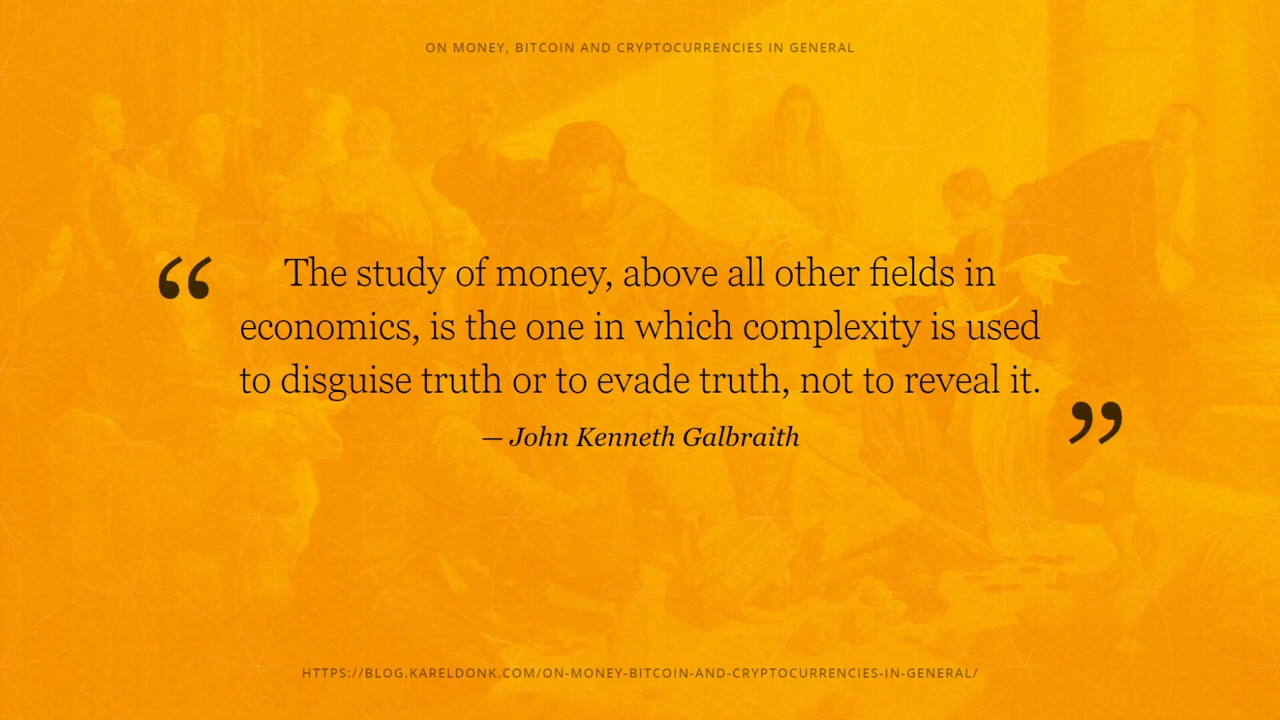 ON MONEY, BITCOIN AND CRYPTOCURRENCIES IN GENERAL
“ The study of money, above all other fields in
economics, is the one in which complexity is used
to disguise truth or to evade truth, not to reveal it. ”
— John Kenneth Galbraith
HTTPS://BLOG.KARELDONK.COM/ON-MONEY-BITCOIN-AND-CRYPTOCURRENCIES-IN-GENERAL/